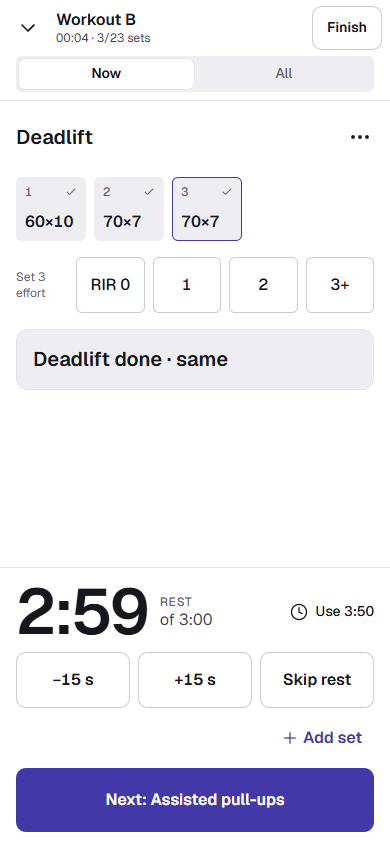 Workout B
00:04 · 3/23 sets
Finish
Now
All
Deadlift
1
2
3
60×10
70×7
70×7
Set 3
effort
RIR 0
1
2
3+
Deadlift done · same
2:59
REST
of 3:00
Use 3:50
−15 s
+15 s
Skip rest
+ Add set
Next: Assisted pull-ups